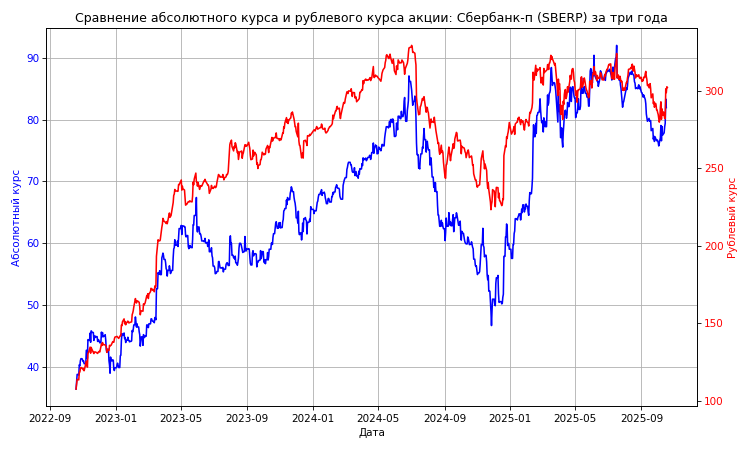 Сравнение абсолютного курса и рублевого курса акции: Сбербанк-п (SBERP) за три года
90
80
70
60
50
40
Абсолютный курс
300
250
200
150
100
Рублевый курс
2022-09 2023-01 2023-05 2023-09 2024-01 2024-05 2024-09 2025-01 2025-05 2025-09
Дата